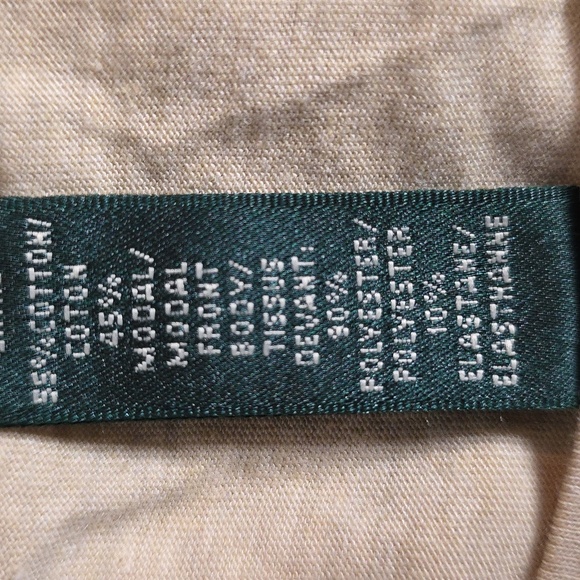 55%COTTON/
COTON
45%
MODAL/
MODAL
FRONT
BODY/
TISSUS
DEVANT:
90%
POLYESTER/
POLYESTER
10%
ELASTANE/
ELASTHANNE